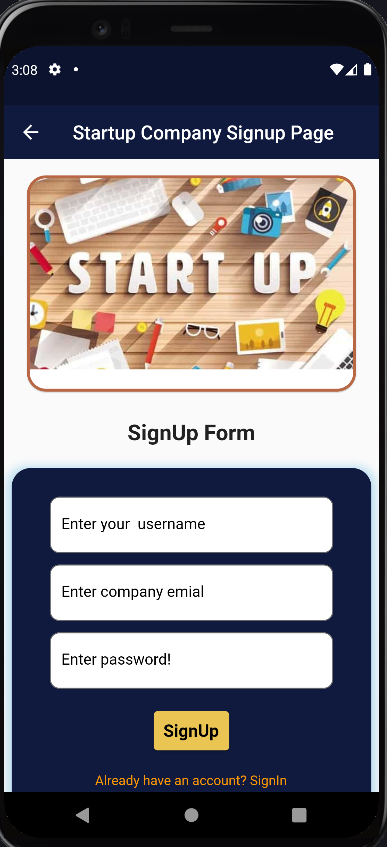 3:08
Startup Company Signup Page
START UP
SignUp Form
Enter your  username
Enter company emial
Enter password!
SignUp
Already have an account? SignIn